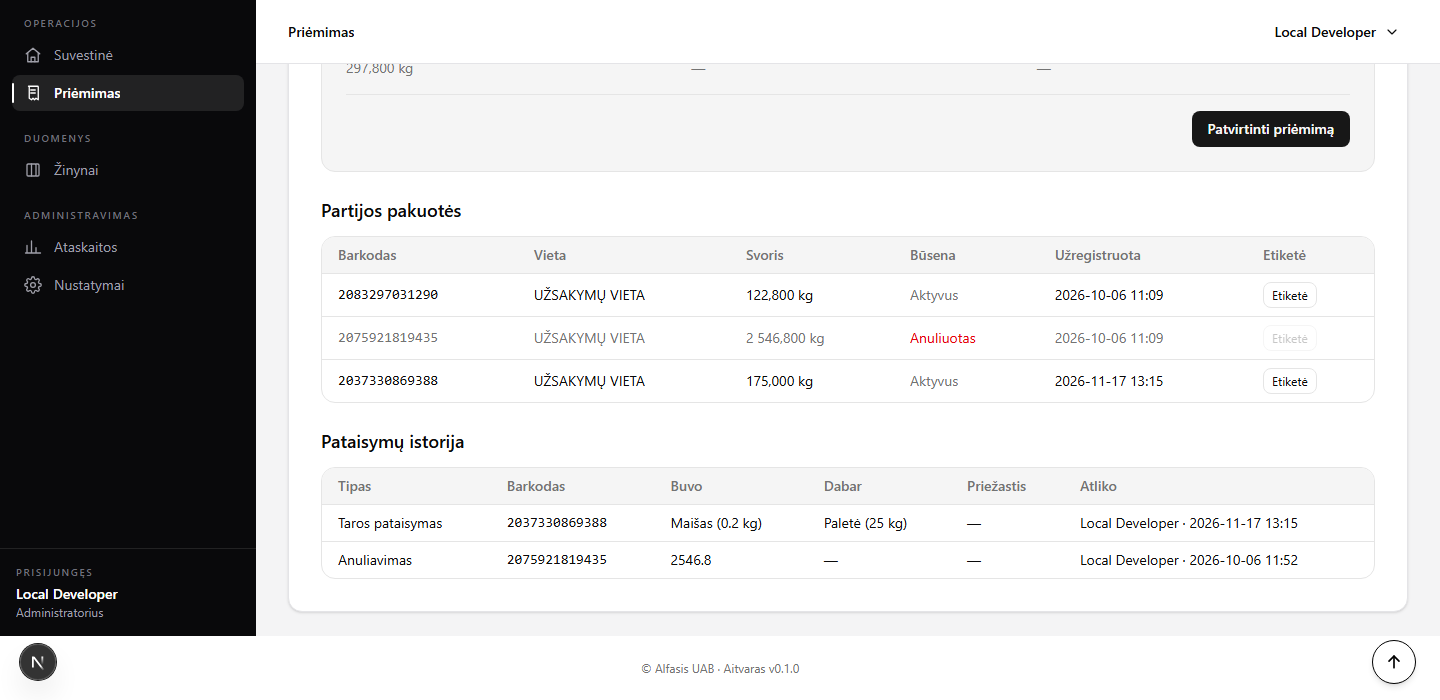 OPERACIJOS
Suvestinė
Priėmimas
DUOMENYS
Žinynai
ADMINISTRAVIMAS
Ataskaitos
Nustatymai
PRISIJUNGĘS
Local Developer
Administratorius
Priėmimas Local Developer
297,800 kg — —
Patvirtinti priėmimą
Partijos pakuotės
Barkodas Vieta Svoris Būsena Užregistruota Etiketė
2083297031290 UŽSAKYMŲ VIETA 122,800 kg Aktyvus 2026-10-06 11:09 Etiketė
2075921819435 UŽSAKYMŲ VIETA 2 546,800 kg Anuliuotas 2026-10-06 11:09 Etiketė
2037330869388 UŽSAKYMŲ VIETA 175,000 kg Aktyvus 2026-11-17 13:15 Etiketė
Pataisymų istorija
Tipas Barkodas Buvo Dabar Priežastis Atliko
Taros pataisymas 2037330869388 Maišas (0.2 kg) Paletė (25 kg) — Local Developer · 2026-11-17 13:15
Anuliavimas 2075921819435 2546.8 — — Local Developer · 2026-10-06 11:52
N
© Alfasis UAB · Aitvaras v0.1.0